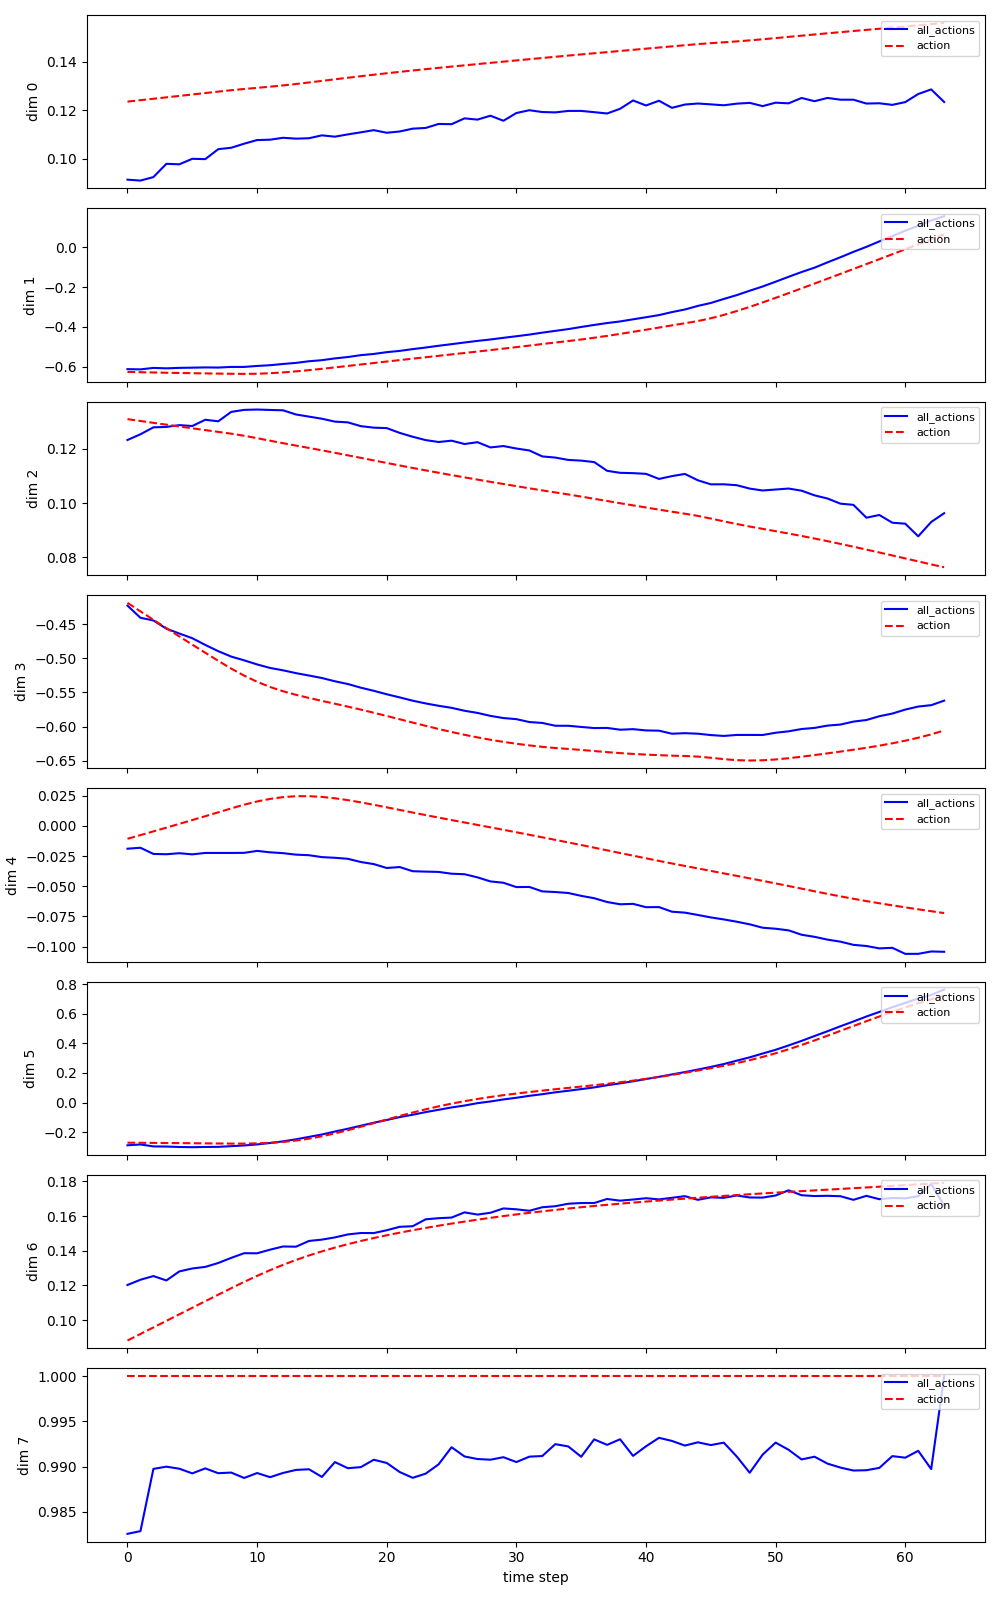 dim 0
0.14
0.12
0.10
all_actions
action
dim 1
0.0
−0.2
−0.4
−0.6
all_actions
action
dim 2
0.12
0.10
0.08
all_actions
action
dim 3
−0.45
−0.50
−0.55
−0.60
−0.65
all_actions
action
dim 4
0.025
0.000
−0.025
−0.050
−0.075
−0.100
all_actions
action
dim 5
0.8
0.6
0.4
0.2
0.0
−0.2
all_actions
action
dim 6
0.18
0.16
0.14
0.12
0.10
all_actions
action
dim 7
1.000
0.995
0.990
0.985
all_actions
action
0 10 20 30 40 50 60
time step